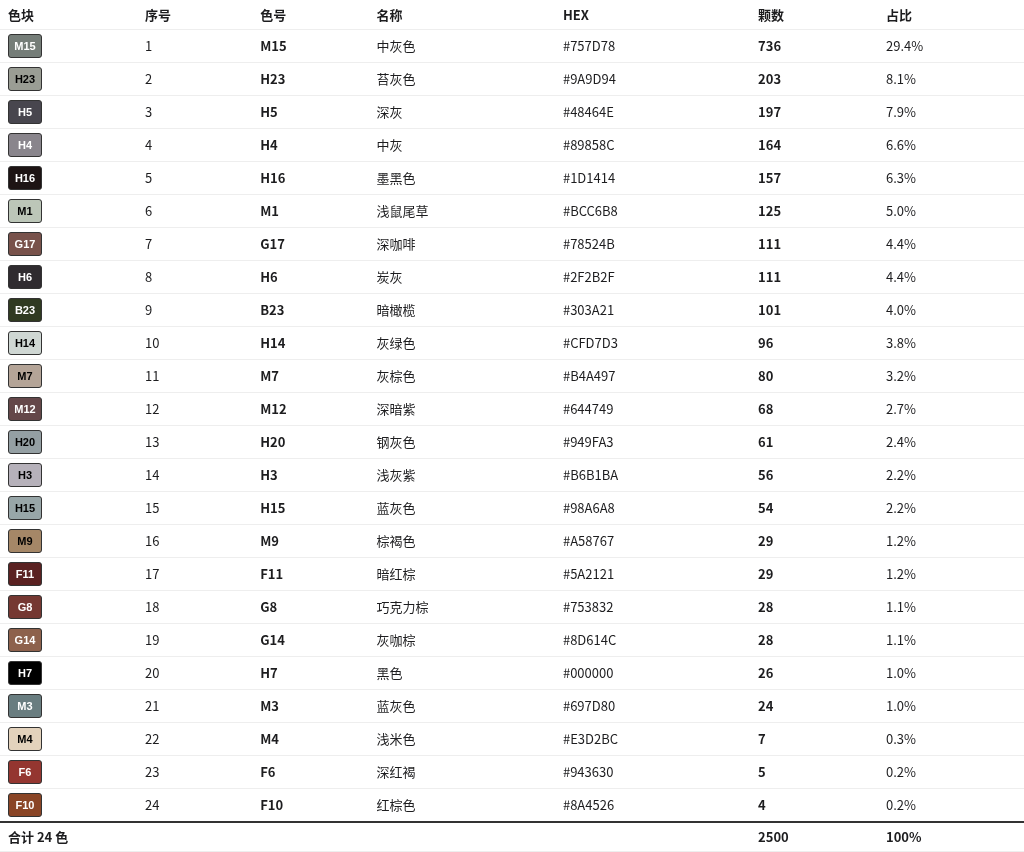 色块 序号 色号 名称 HEX 颗数 占比
M15 1 M15 中灰色 #757D78 736 29.4%
H23 2 H23 苔灰色 #9A9D94 203 8.1%
H5 3 H5 深灰 #48464E 197 7.9%
H4 4 H4 中灰 #89858C 164 6.6%
H16 5 H16 墨黑色 #1D1414 157 6.3%
M1 6 M1 浅鼠尾草 #BCC6B8 125 5.0%
G17 7 G17 深咖啡 #78524B 111 4.4%
H6 8 H6 炭灰 #2F2B2F 111 4.4%
B23 9 B23 暗橄榄 #303A21 101 4.0%
H14 10 H14 灰绿色 #CFD7D3 96 3.8%
M7 11 M7 灰棕色 #B4A497 80 3.2%
M12 12 M12 深暗紫 #644749 68 2.7%
H20 13 H20 钢灰色 #949FA3 61 2.4%
H3 14 H3 浅灰紫 #B6B1BA 56 2.2%
H15 15 H15 蓝灰色 #98A6A8 54 2.2%
M9 16 M9 棕褐色 #A58767 29 1.2%
F11 17 F11 暗红棕 #5A2121 29 1.2%
G8 18 G8 巧克力棕 #753832 28 1.1%
G14 19 G14 灰咖棕 #8D614C 28 1.1%
H7 20 H7 黑色 #000000 26 1.0%
M3 21 M3 蓝灰色 #697D80 24 1.0%
M4 22 M4 浅米色 #E3D2BC 7 0.3%
F6 23 F6 深红褐 #943630 5 0.2%
F10 24 F10 红棕色 #8A4526 4 0.2%
合计 24 色 2500 100%